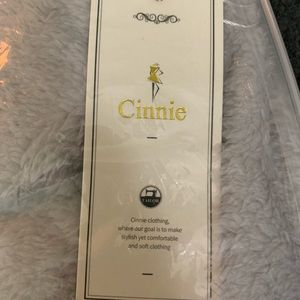 Cinnie
Cinnie clothing,
where our goal is to make
stylish yet comfortable
and soft clothing